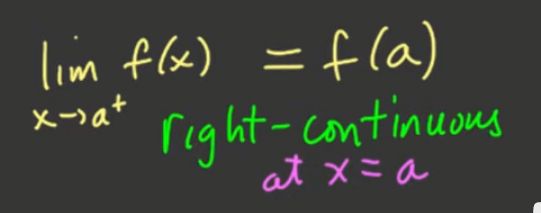 lim f(x) = f(a)
x→a⁺
right-continuous
at x = a